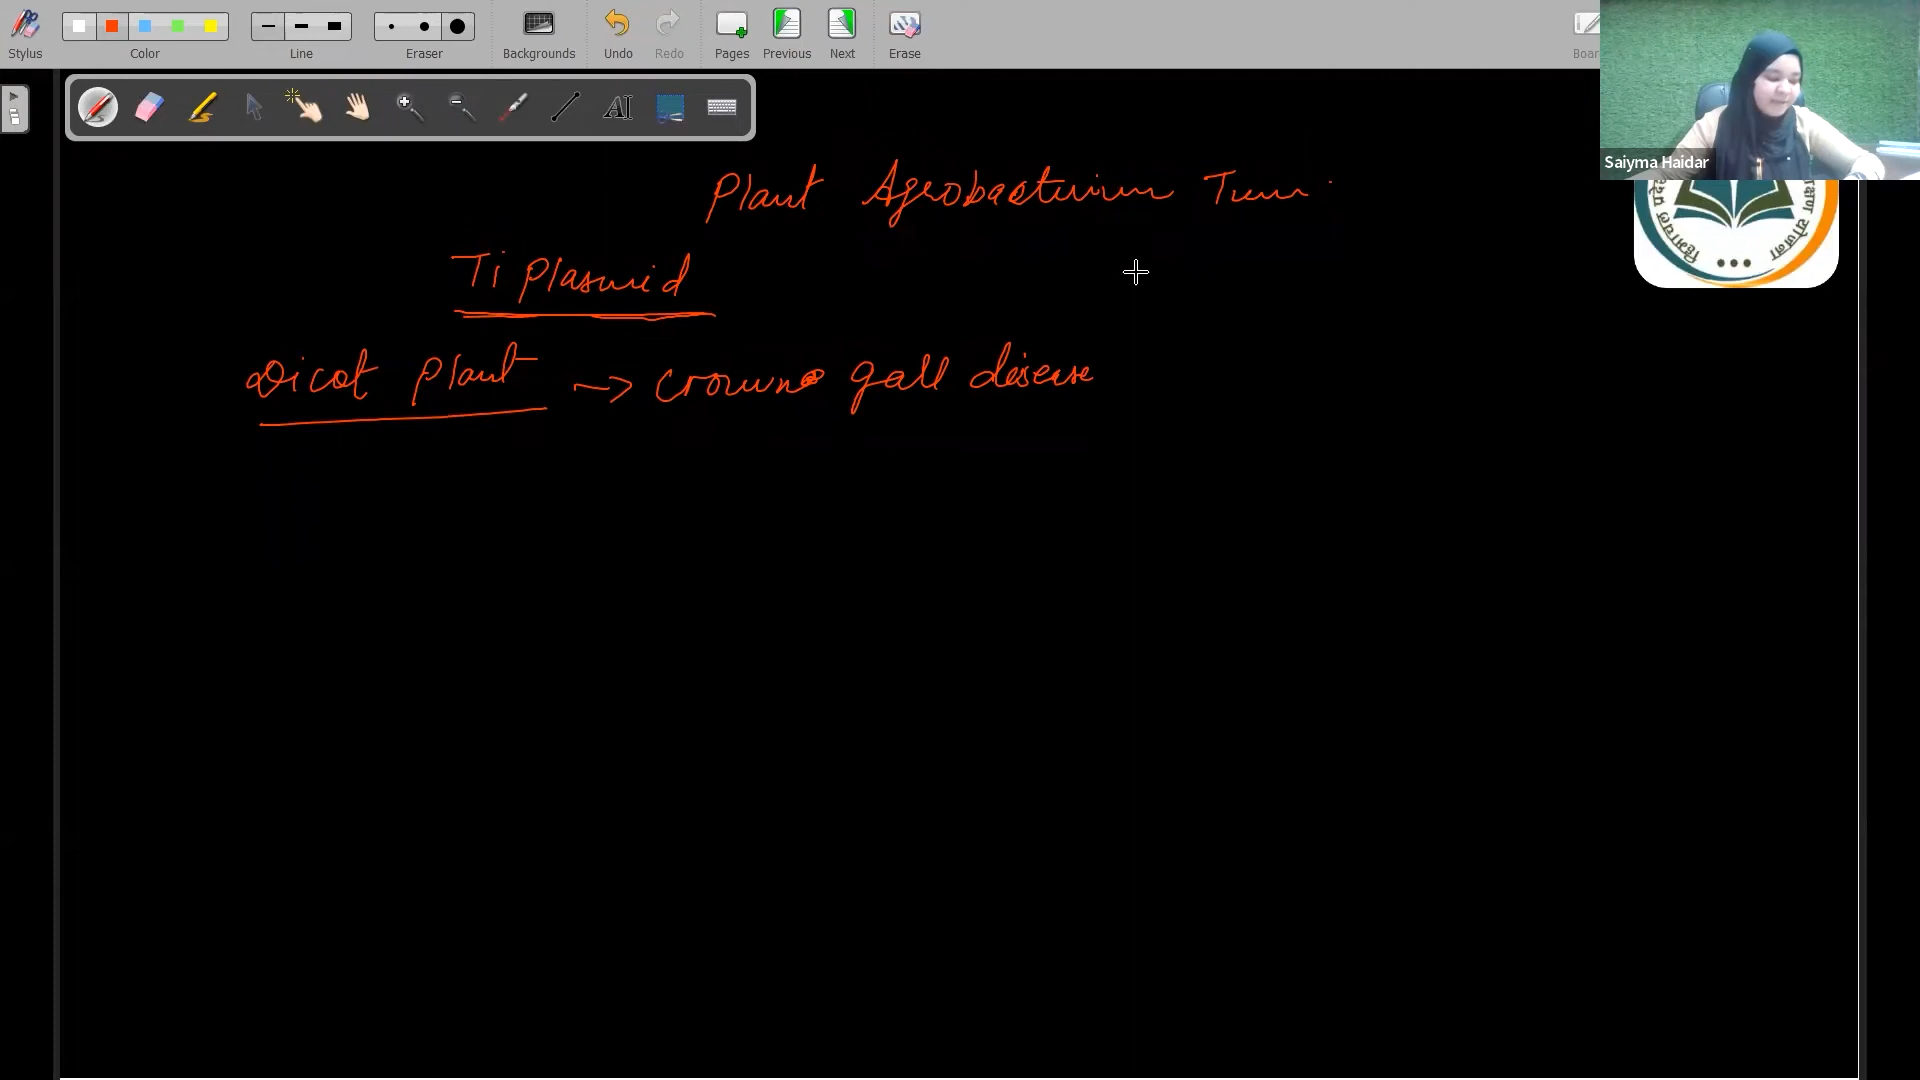 Stylus Color Line Eraser Backgrounds Undo Redo Pages Previous Next Erase Boar
Saiyma Haidar
Plant Agrobacterium Tum.
Ti Plasmid
Dicot plant → crown gall disease